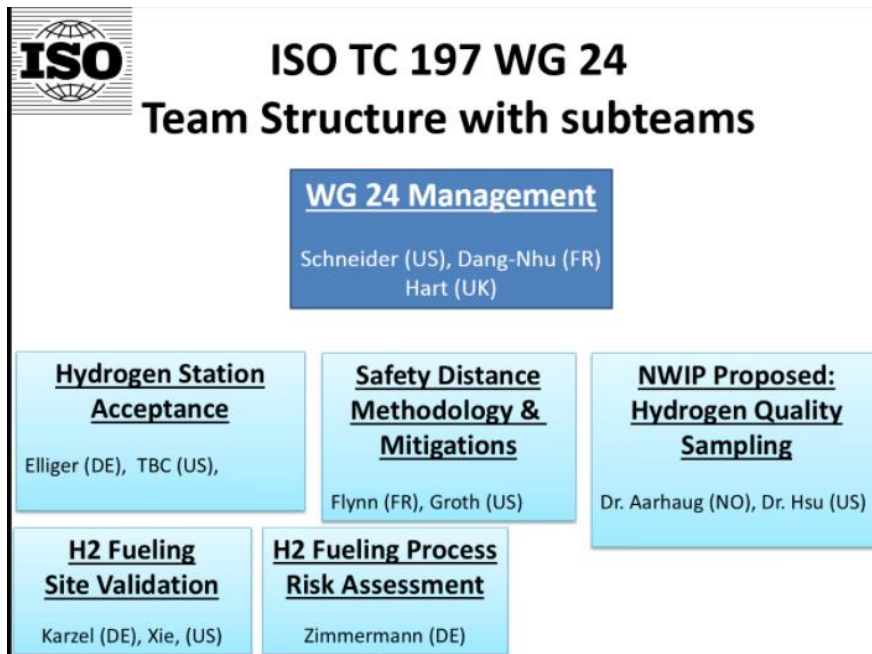 ISO
ISO TC 197 WG 24
Team Structure with subteams
WG 24 Management
Schneider (US), Dang-Nhu (FR)
Hart (UK)
Hydrogen Station
Acceptance
Elliger (DE), TBC (US),
Safety Distance
Methodology &
Mitigations
Flynn (FR), Groth (US)
NWIP Proposed:
Hydrogen Quality
Sampling
Dr. Aarhaug (NO), Dr. Hsu (US)
H2 Fueling
Site Validation
Karzel (DE), Xie, (US)
H2 Fueling Process
Risk Assessment
Zimmermann (DE)